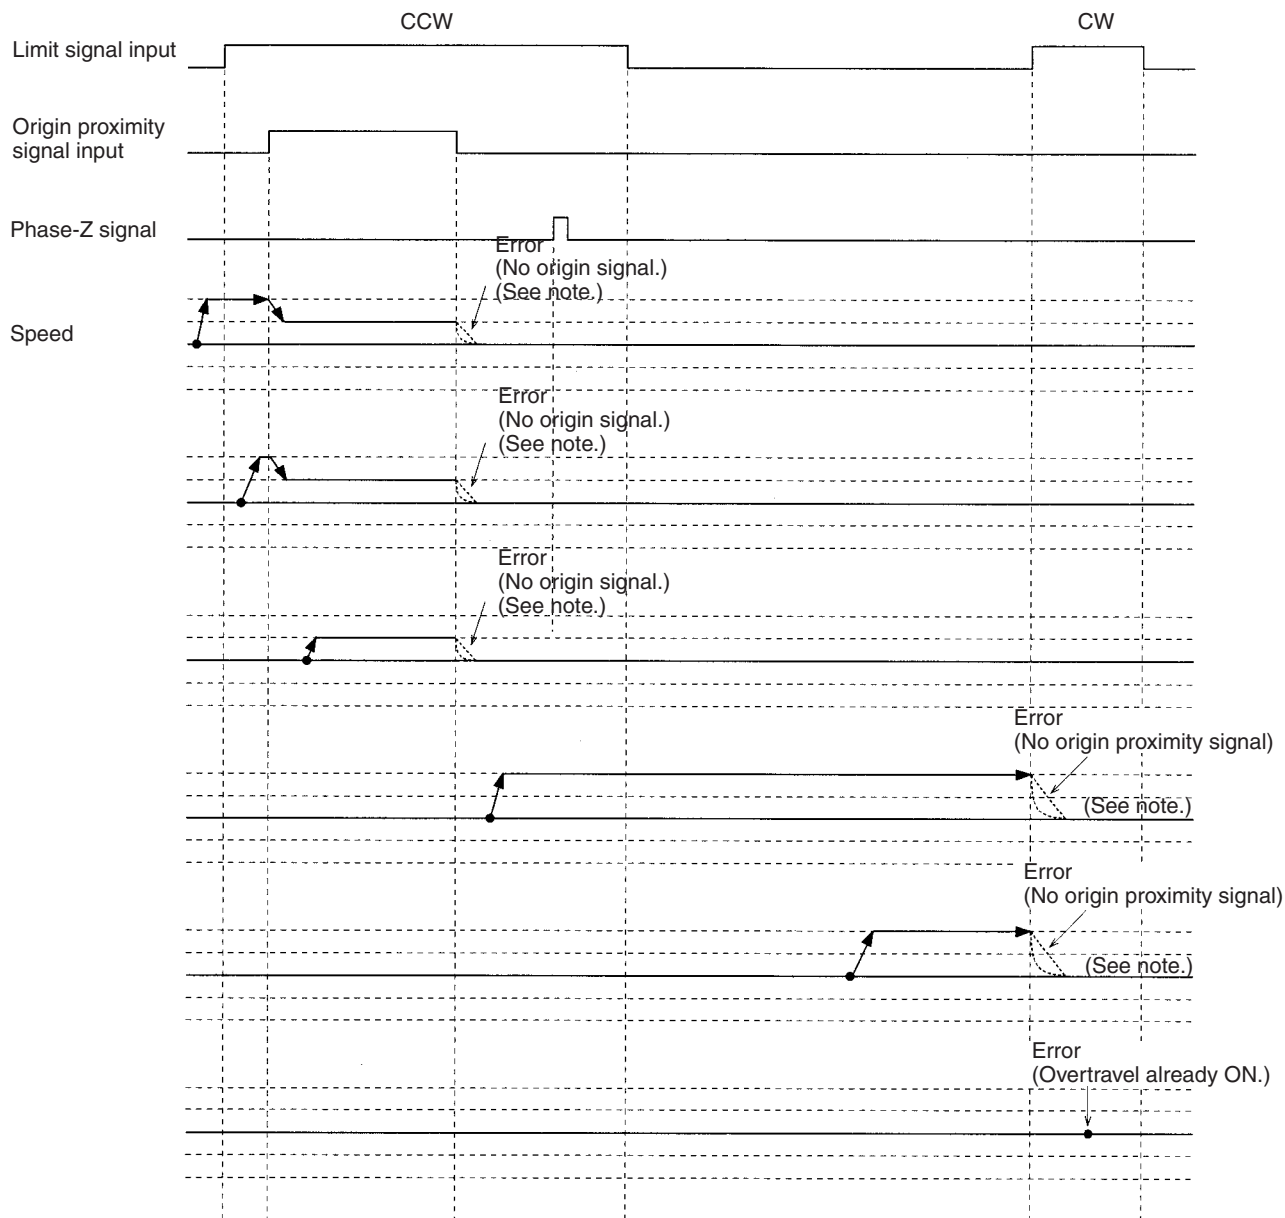 CCW
CW
Limit signal input
Origin proximity
signal input
Phase-Z signal
Error
(No origin signal.)
(See note.)
Speed
Error
(No origin signal.)
(See note.)
Error
(No origin signal.)
(See note.)
Error
(No origin proximity signal)
(See note.)
Error
(No origin proximity signal)
(See note.)
Error
(Overtravel already ON.)